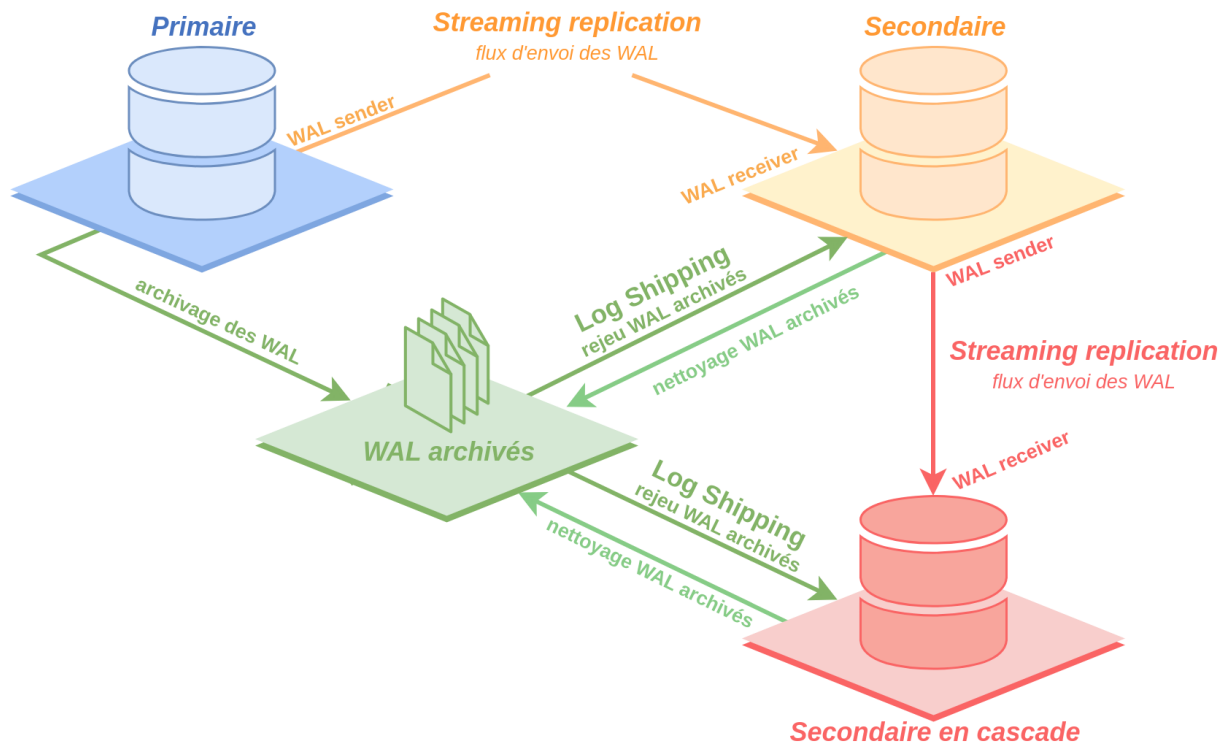 Primaire
Streaming replication
flux d'envoi des WAL
Secondaire
WAL sender
WAL receiver
WAL sender
archivage des WAL
Log Shipping
rejeu WAL archivés
nettoyage WAL archivés
Streaming replication
flux d'envoi des WAL
WAL archivés
WAL receiver
Log Shipping
rejeu WAL archivés
nettoyage WAL archivés
Secondaire en cascade